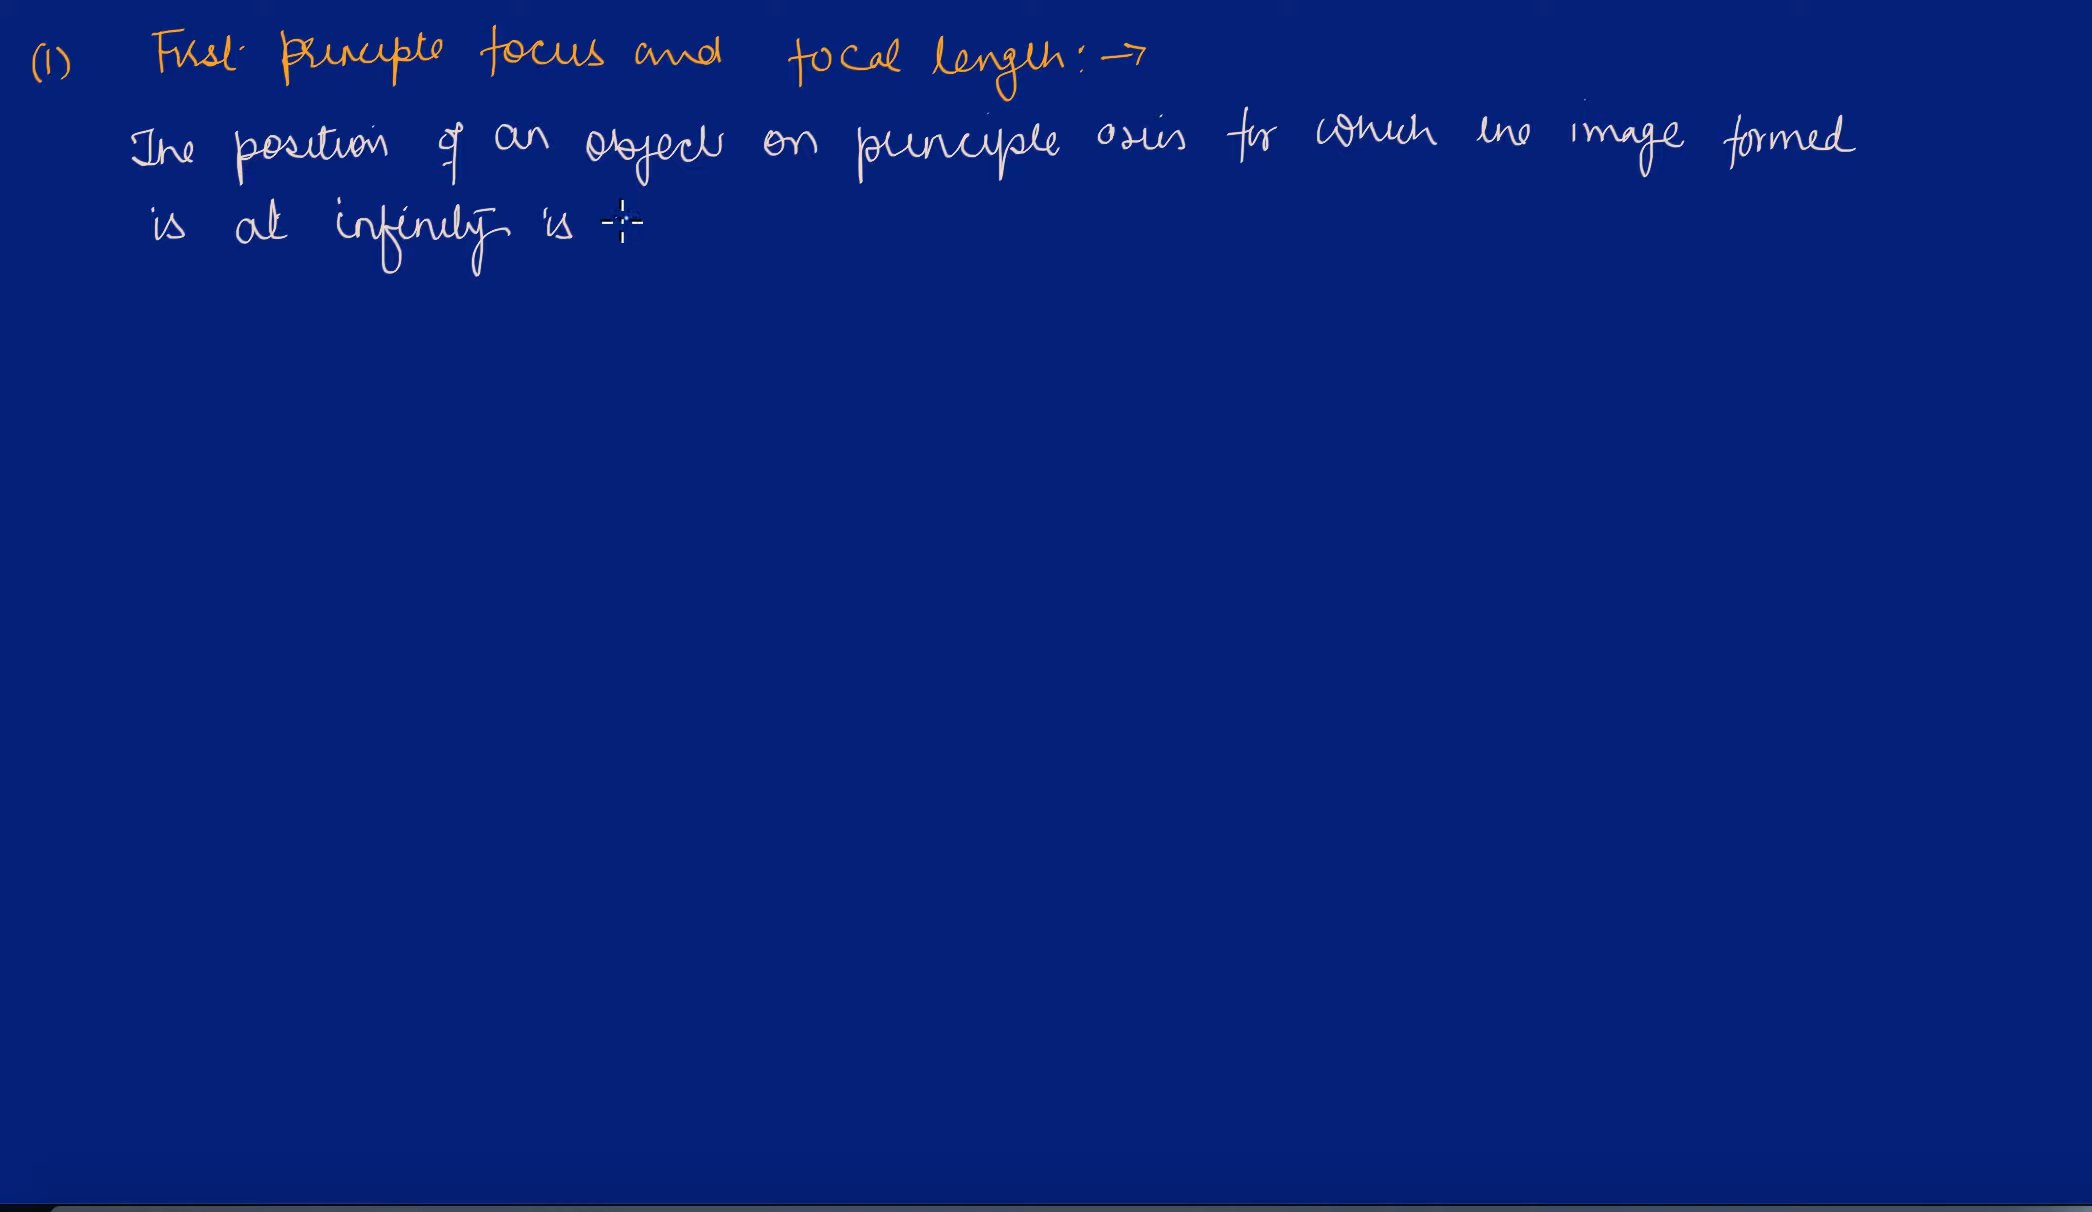 (1) First principle focus and focal length:→
The position of an object on principle axis for which the image formed
is at infinity is